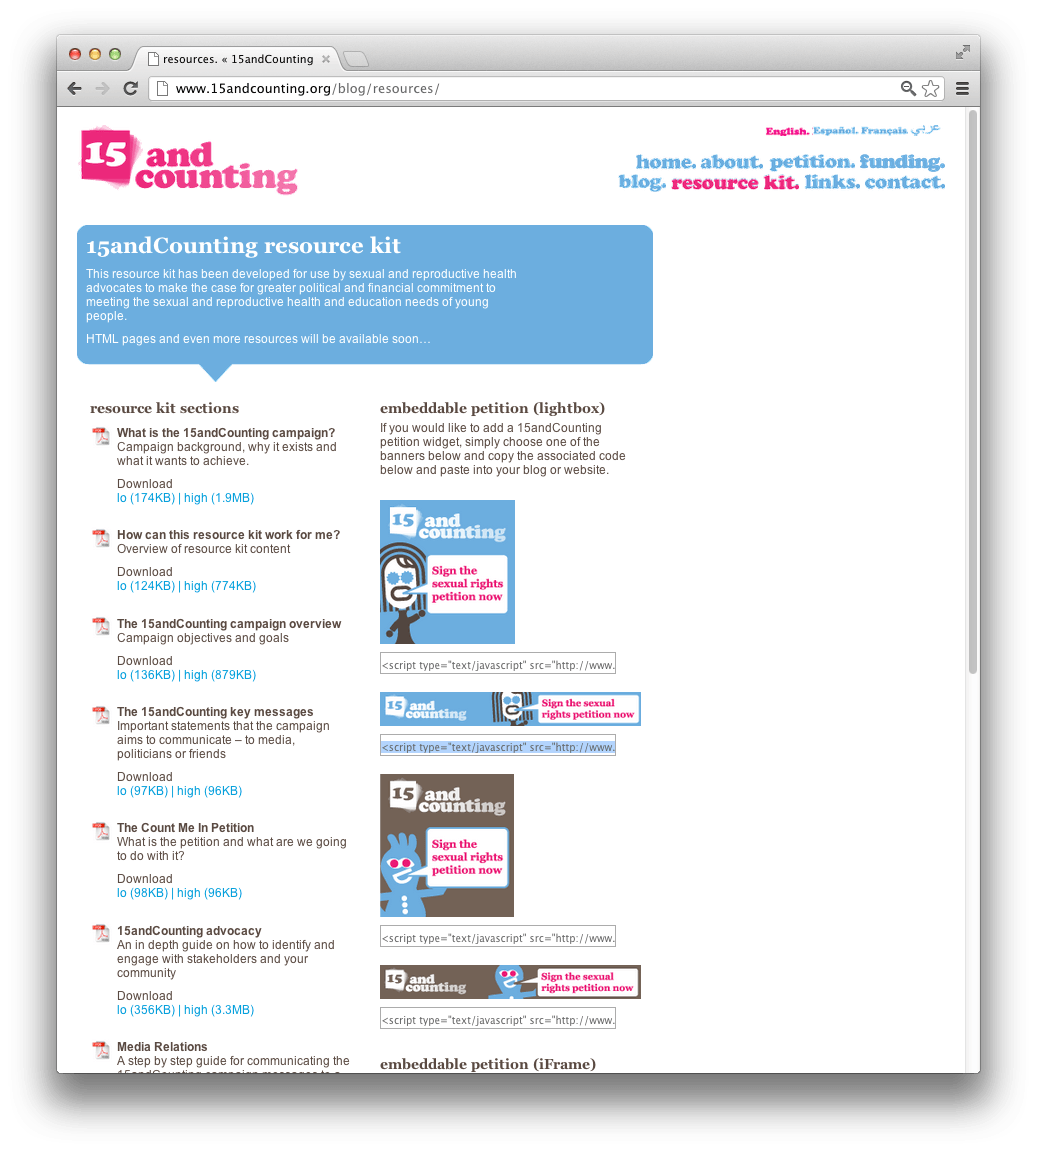 resources. « 15andCounting
www.15andcounting.org/blog/resources/
15 and
counting
English. Español. Français. عربي
home. about. petition. funding.
blog. resource kit. links. contact.
15andCounting resource kit
This resource kit has been developed for use by sexual and reproductive health
advocates to make the case for greater political and financial commitment to
meeting the sexual and reproductive health and education needs of young
people.
HTML pages and even more resources will be available soon…
resource kit sections
What is the 15andCounting campaign?
Campaign background, why it exists and
what it wants to achieve.
Download
lo (174KB) | high (1.9MB)
How can this resource kit work for me?
Overview of resource kit content
Download
lo (124KB) | high (774KB)
The 15andCounting campaign overview
Campaign objectives and goals
Download
lo (136KB) | high (879KB)
The 15andCounting key messages
Important statements that the campaign
aims to communicate – to media,
politicians or friends
Download
lo (97KB) | high (96KB)
The Count Me In Petition
What is the petition and what are we going
to do with it?
Download
lo (98KB) | high (96KB)
15andCounting advocacy
An in depth guide on how to identify and
engage with stakeholders and your
community
Download
lo (356KB) | high (3.3MB)
Media Relations
A step by step guide for communicating the
15andCounting campaign messages to a
embeddable petition (lightbox)
If you would like to add a 15andCounting
petition widget, simply choose one of the
banners below and copy the associated code
below and paste into your blog or website.
15 and
counting
Sign the
sexual rights
petition now
<script type="text/javascript" src="http://www.
15 and
counting
Sign the sexual
rights petition now
<script type="text/javascript" src="http://www.
15 and
counting
Sign the
sexual rights
petition now
<script type="text/javascript" src="http://www.
15 and
counting
Sign the sexual
rights petition now
<script type="text/javascript" src="http://www.
embeddable petition (iFrame)